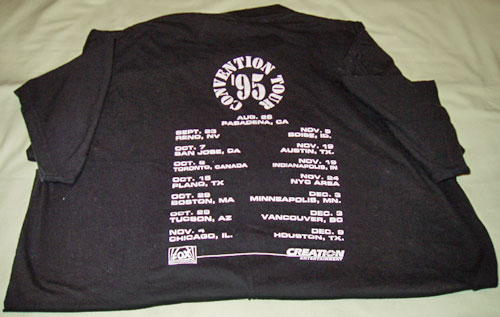 CONVENTION TOUR
'95
AUG. 26
PASADENA, CA
SEPT. 23
RENO, NV
OCT. 7
SAN JOSE, CA
OCT. 8
TORONTO, CANADA
OCT. 15
PLANO, TX
OCT. 28
BOSTON, MA
OCT. 29
TUCSON, AZ
NOV. 4
CHICAGO, IL.
NOV. 5
BOISE, ID.
NOV. 19
AUSTIN, TX.
NOV. 19
INDIANAPOLIS, IN
NOV. 24
NYC AREA
DEC. 3
MINNEAPOLIS, MN.
DEC. 3
VANCOUVER, BC
DEC. 9
HOUSTON, TX.
FOX
CREATION
ENTERTAINMENT